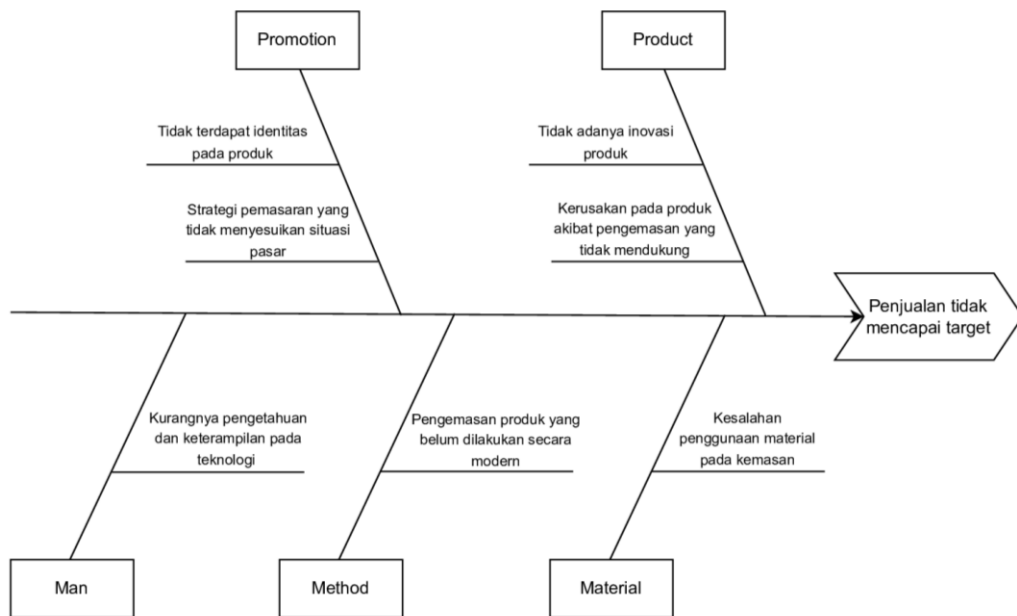 Promotion
Product
Tidak terdapat identitas
pada produk
Tidak adanya inovasi
produk
Strategi pemasaran yang
tidak menyesuikan situasi
pasar
Kerusakan pada produk
akibat pengemasan yang
tidak mendukung
Penjualan tidak
mencapai target
Kurangnya pengetahuan
dan keterampilan pada
teknologi
Pengemasan produk yang
belum dilakukan secara
modern
Kesalahan
penggunaan material
pada kemasan
Man
Method
Material